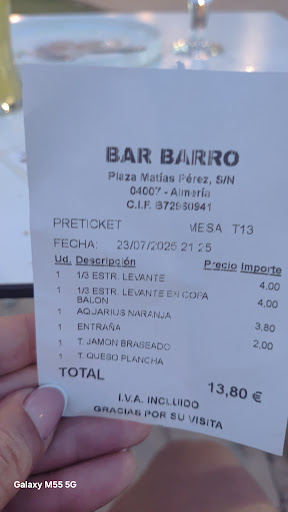 BAR BARRO
Plaza Matías Pérez, S/N
04007 - Almería
C.I.F. B72960941
PRETICKET MESA T13
FECHA: 23/07/2025 21:25
Ud. Descripción Precio Importe
1 1/3 ESTR. LEVANTE 4,00
1 1/3 ESTR. LEVANTE EN COPA BALON 4,00
1 AQUARIUS NARANJA 3,80
1 ENTRAÑA 2,00
1 T. JAMON BRASEADO
1 T. QUESO PLANCHA
TOTAL 13,80 €
I.V.A. INCLUIDO
GRACIAS POR SU VISITA
Galaxy M55 5G